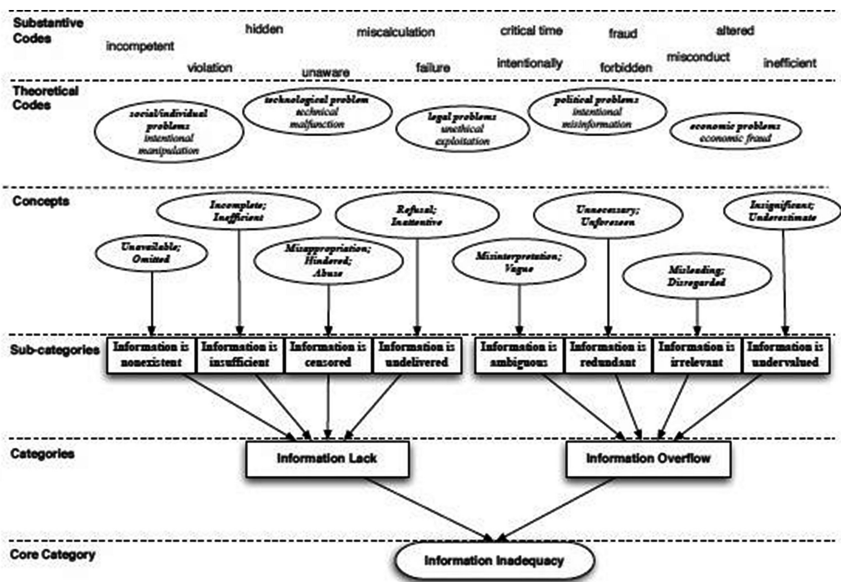 Substantive
Codes
hidden
miscalculation
critical time
fraud
altered
incompetent
violation
unaware
failure
intentionally
forbidden
misconduct
inefficient
Theoretical
Codes
social/individual
problems
intentional
manipulation
technological problem
technical
malfunction
legal problems
unethical
exploitation
political problems
intentional
misinformation
economic problems
economic fraud
Concepts
Unavailable;
Omitted
Incomplete;
Inefficient
Misappropriation;
Hindered;
Abuse
Refusal;
Inattentive
Misinterpretation;
Vague
Unnecessary;
Unforeseen
Misleading;
Disregarded
Insignificant;
Underestimate
Sub-categories
Information is
nonexistent
Information is
insufficient
Information is
censored
Information is
undelivered
Information is
ambiguous
Information is
redundant
Information is
irrelevant
Information is
undervalued
Categories
Information Lack
Information Overflow
Core Category
Information Inadequacy